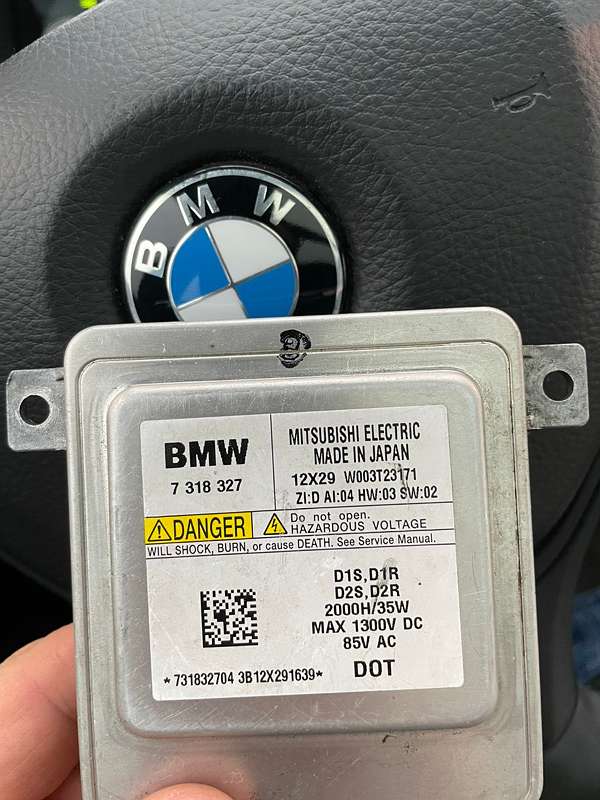 BMW
BMW
7 318 327
MITSUBISHI ELECTRIC
MADE IN JAPAN
12X29 W003T23171
ZI:D AI:04 HW:03 SW:02
DANGER
Do not open.
HAZARDOUS VOLTAGE
WILL SHOCK, BURN, or cause DEATH. See Service Manual.
D1S,D1R
D2S,D2R
2000H/35W
MAX 1300V DC
85V AC
*731832704 3B12X291639*
DOT